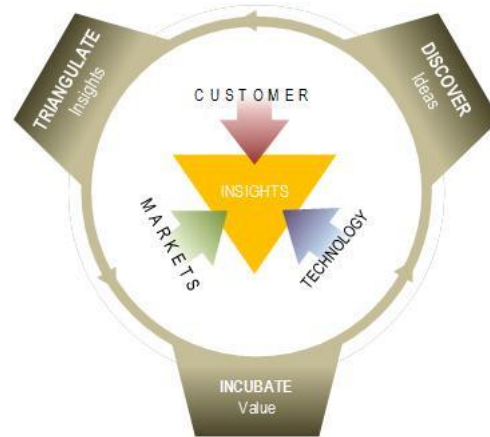 TRIANGULATE
Insights
DISCOVER
Ideas
CUSTOMER
INSIGHTS
MARKETS
TECHNOLOGY
INCUBATE
Value